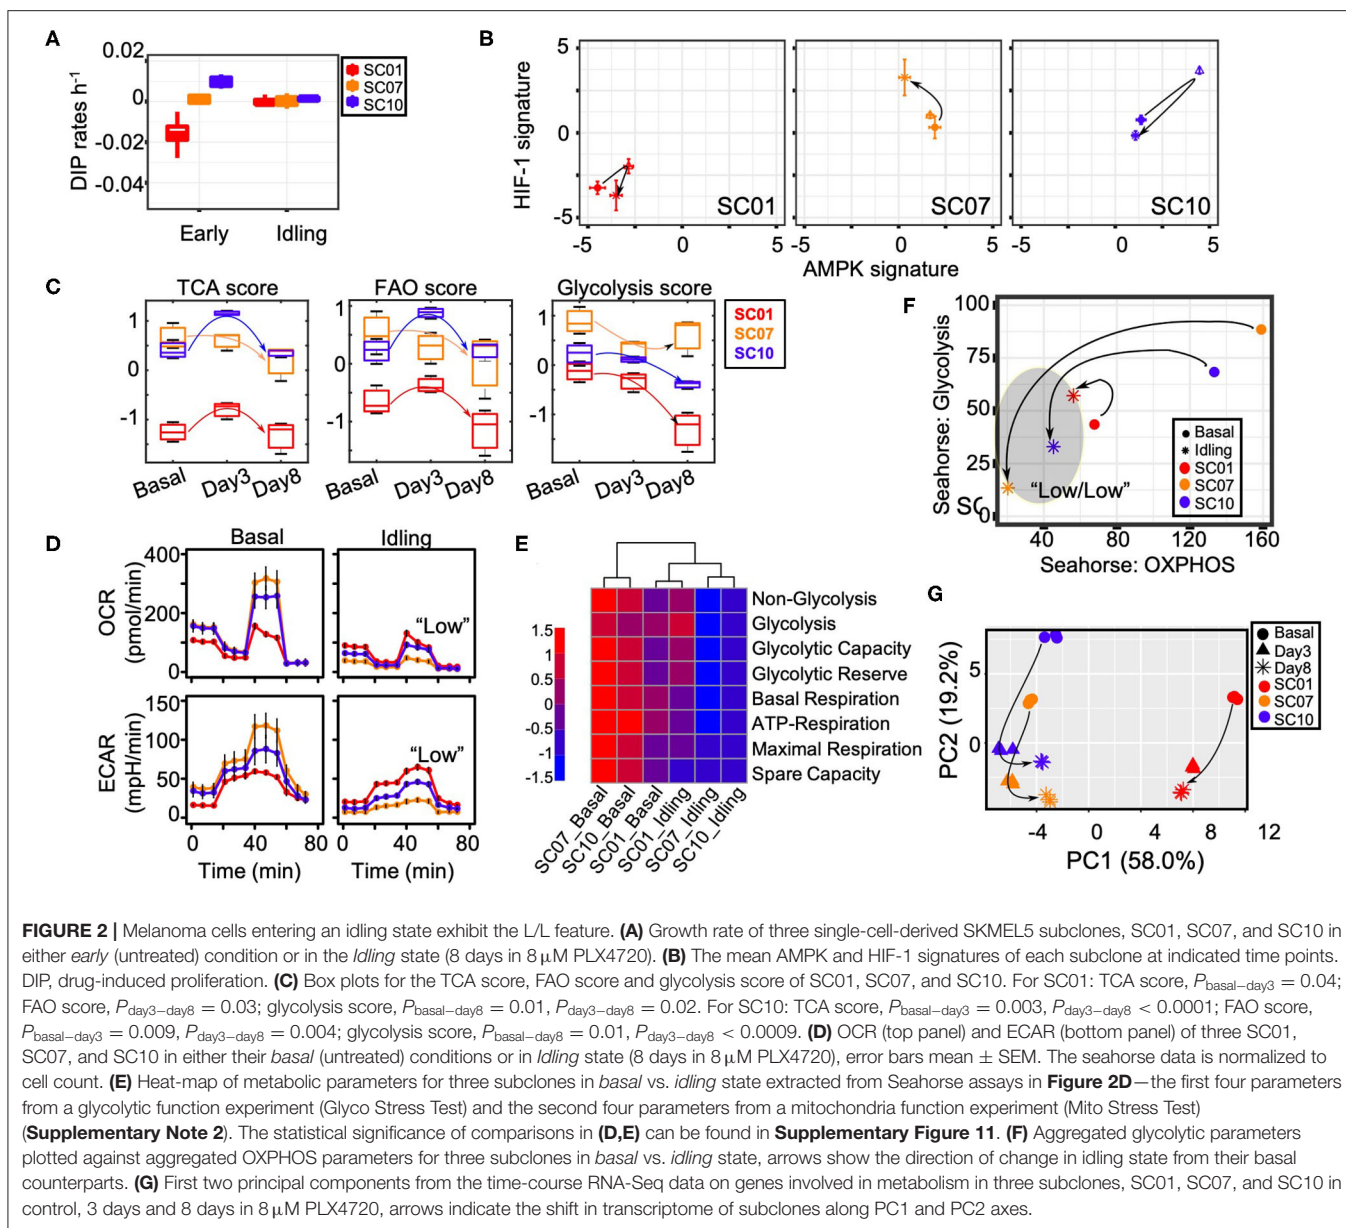 A
0.02
0
-0.02
-0.04
DIP rates h-1
Early Idling
SC01
SC07
SC10
B
5
0
-5
HIF-1 signature
SC01
SC07
SC10
-5 0 5
0
-5 0 5
AMPK signature
C
TCA score FAO score Glycolysis score
1
0
-1
1
0
-1
1
0
-1
Basal Day3 Day8
Basal Day3 Day8
Basal Day3 Day8
SC01
SC07
SC10
F
100
75
50
25
0
Seahorse: Glycolysis
SC
"Low/Low"
Basal
Idling
SC01
SC07
SC10
40 80 120 160
Seahorse: OXPHOS
D
Basal Idling
400
200
0
OCR
(pmol/min)
"Low"
150
100
50
0
ECAR
(mpH/min)
"Low"
0 40 80 0 40 80
Time (min) Time (min)
E
1.5
1
0.5
0
-0.5
-1
-1.5
Non-Glycolysis
Glycolysis
Glycolytic Capacity
Glycolytic Reserve
Basal Respiration
ATP-Respiration
Maximal Respiration
Spare Capacity
SC07_Basal
SC10_Basal
SC01_Basal
SC01_Idling
SC07_Idling
SC10_Idling
G
5
0
PC2 (19.2%)
-4 0 4 8 12
PC1 (58.0%)
Basal
Day3
Day8
SC01
SC07
SC10
FIGURE 2 | Melanoma cells entering an idling state exhibit the L/L feature. (A) Growth rate of three single-cell-derived SKMEL5 subclones, SC01, SC07, and SC10 in
either early (untreated) condition or in the Idling state (8 days in 8 μM PLX4720). (B) The mean AMPK and HIF-1 signatures of each subclone at indicated time points.
DIP, drug-induced proliferation. (C) Box plots for the TCA score, FAO score and glycolysis score of SC01, SC07, and SC10. For SC01: TCA score, Pbasal−day3 = 0.04;
FAO score, Pday3−day8 = 0.03; glycolysis score, Pbasal−day8 = 0.01, Pday3−day8 = 0.02. For SC10: TCA score, Pbasal−day3 = 0.003, Pday3−day8 < 0.0001; FAO score,
Pbasal−day3 = 0.009, Pday3−day8 = 0.004; glycolysis score, Pbasal−day8 = 0.01, Pday3−day8 < 0.0009. (D) OCR (top panel) and ECAR (bottom panel) of three SC01,
SC07, and SC10 in either their basal (untreated) conditions or in Idling state (8 days in 8 μM PLX4720), error bars mean ± SEM. The seahorse data is normalized to
cell count. (E) Heat-map of metabolic parameters for three subclones in basal vs. idling state extracted from Seahorse assays in Figure 2D—the first four parameters
from a glycolytic function experiment (Glyco Stress Test) and the second four parameters from a mitochondria function experiment (Mito Stress Test)
(Supplementary Note 2). The statistical significance of comparisons in (D,E) can be found in Supplementary Figure 11. (F) Aggregated glycolytic parameters
plotted against aggregated OXPHOS parameters for three subclones in basal vs. idling state, arrows show the direction of change in idling state from their basal
counterparts. (G) First two principal components from the time-course RNA-Seq data on genes involved in metabolism in three subclones, SC01, SC07, and SC10 in
control, 3 days and 8 days in 8 μM PLX4720, arrows indicate the shift in transcriptome of subclones along PC1 and PC2 axes.